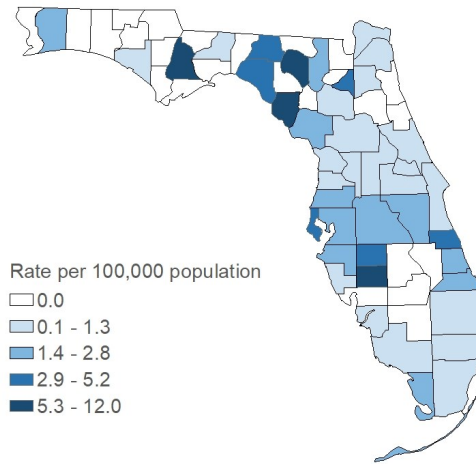 Rate per 100,000 population
0.0
0.1 - 1.3
1.4 - 2.8
2.9 - 5.2
5.3 - 12.0